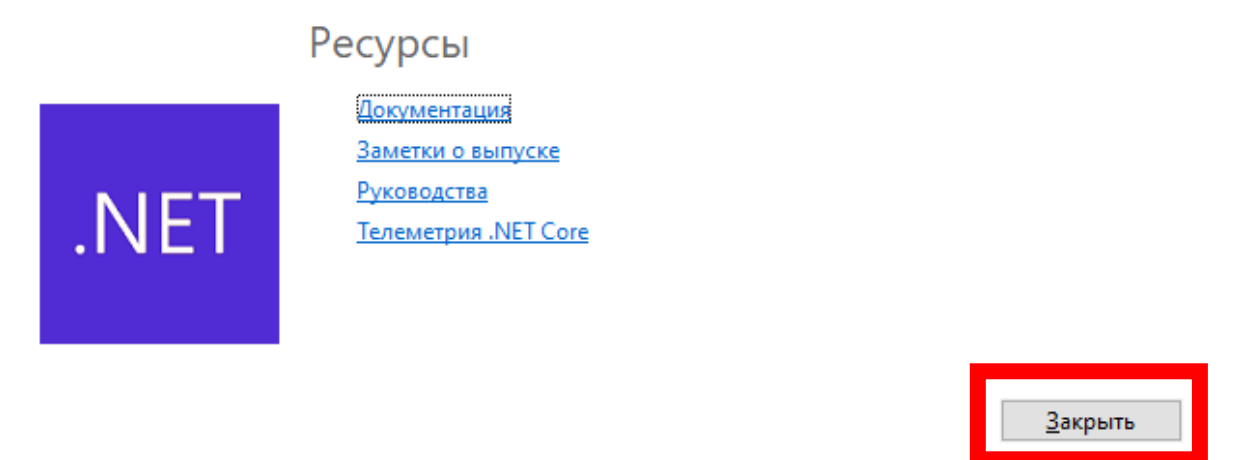 Ресурсы
Документация
Заметки о выпуске
Руководства
.NET
Телеметрия .NET Core
Закрыть